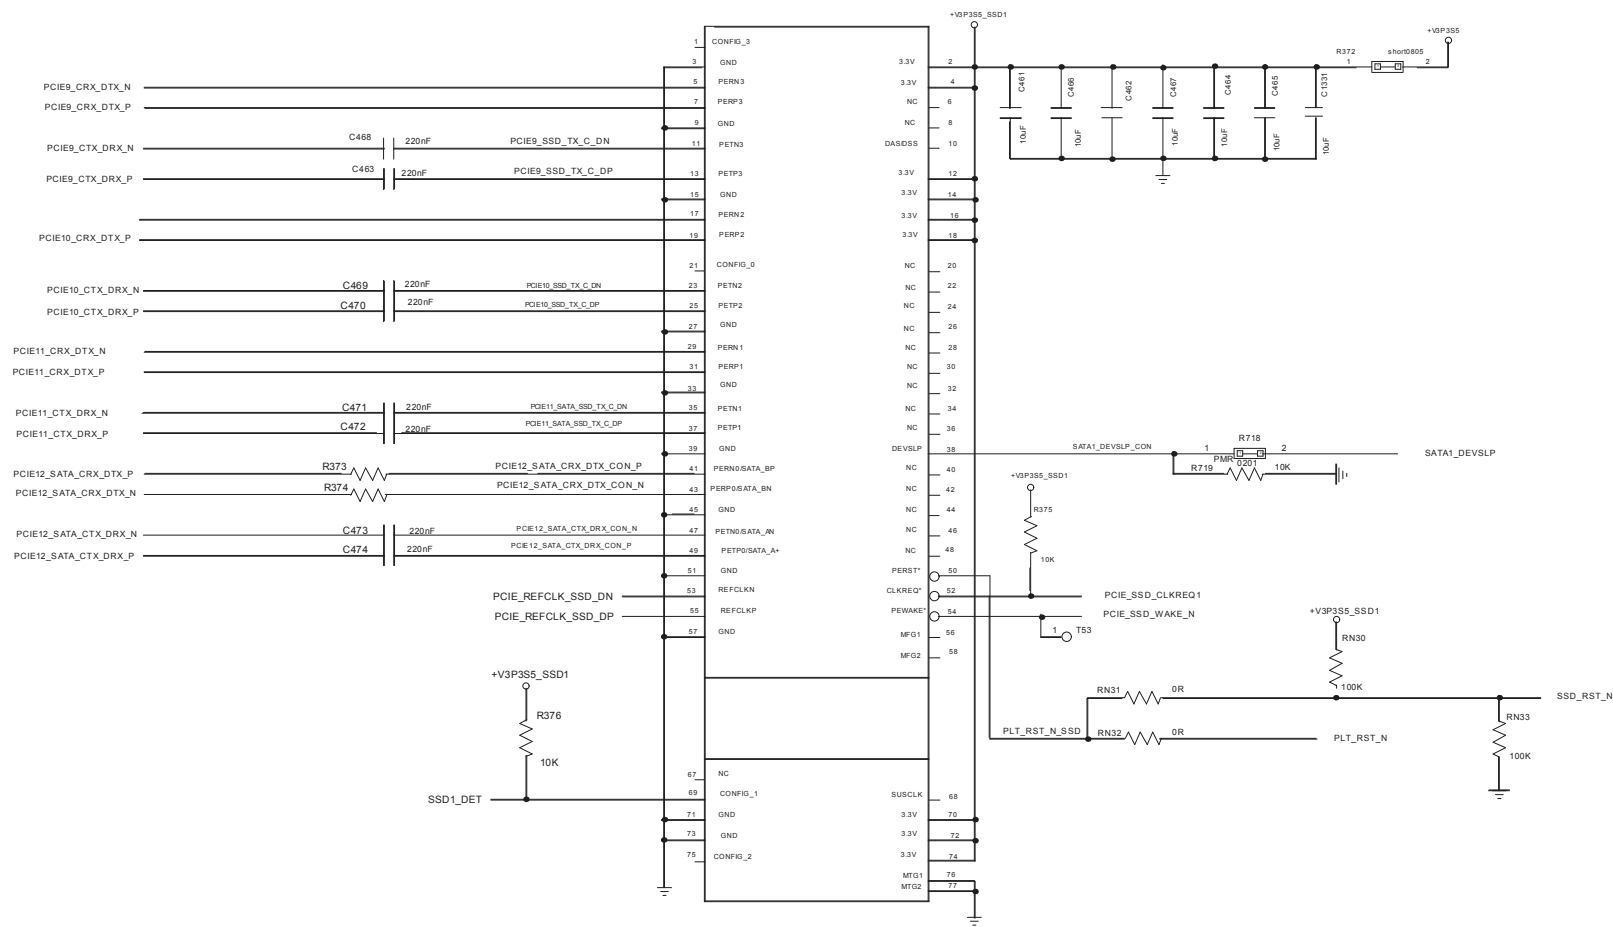 +V3P3S5_SSD1
+V3P3S5
R372
short0805
1
2
C461
C466
C462
C467
C464
C465
C1331
10uF
10uF
10uF
10uF
10uF
10uF
1 CONFIG_3
3 GND
3.3V 2
PCIE9_CRX_DTX_N
5 PERN3
3.3V 4
PCIE9_CRX_DTX_P
7 PERP3
NC 6
9 GND
NC 8
PCIE9_CTX_DRX_N
C468
220nF
PCIE9_SSD_TX_C_DN
11 PETN3
DAS/DSS 10
PCIE9_CTX_DRX_P
C463
220nF
PCIE9_SSD_TX_C_DP
13 PETP3
3.3V 12
15 GND
3.3V 14
17 PERN2
3.3V 16
PCIE10_CRX_DTX_P
19 PERP2
3.3V 18
21 CONFIG_0
NC 20
PCIE10_CTX_DRX_N
C469
220nF
PCIE10_SSD_TX_C_DN
23 PETN2
NC 22
PCIE10_CTX_DRX_P
C470
220nF
PCIE10_SSD_TX_C_DP
25 PETP2
NC 24
27 GND
NC 26
PCIE11_CRX_DTX_N
29 PERN1
NC 28
PCIE11_CRX_DTX_P
31 PERP1
NC 30
33 GND
NC 32
PCIE11_CTX_DRX_N
C471
220nF
PCIE11_SATA_SSD_TX_C_DN
35 PETN1
NC 34
PCIE11_CTX_DRX_P
C472
220nF
PCIE11_SATA_SSD_TX_C_DP
37 PETP1
NC 36
39 GND
DEVSLP 38
SATA1_DEVSLP_CON
1
R718
2
SATA1_DEVSLP
PMR
0201
R719
10K
PCIE12_SATA_CRX_DTX_P
R373
PCIE12_SATA_CRX_DTX_CON_P
41 PERN0/SATA_BP
NC 40
PCIE12_SATA_CRX_DTX_N
R374
PCIE12_SATA_CRX_DTX_CON_N
43 PERP0/SATA_BN
NC 42
+V3P3S5_SSD1
R375
10K
45 GND
NC 44
PCIE12_SATA_CTX_DRX_N
C473
220nF
PCIE12_SATA_CTX_DRX_CON_N
47 PETN0/SATA_AN
NC 46
PCIE12_SATA_CTX_DRX_P
C474
220nF
PCIE12_SATA_CTX_DRX_CON_P
49 PETP0/SATA_A+
NC 48
51 GND
PERST* 50
PCIE_REFCLK_SSD_DN
53 REFCLKN
CLKREQ* 52
PCIE_SSD_CLKREQ1
PCIE_REFCLK_SSD_DP
55 REFCLKP
PEWAKE* 54
PCIE_SSD_WAKE_N
1
T53
57 GND
MFG1 56
MFG2 58
+V3P3S5_SSD1
RN30
100K
+V3P3S5_SSD1
R376
10K
RN31
0R
SSD_RST_N
RN33
100K
PLT_RST_N_SSD
RN32
0R
PLT_RST_N
67 NC
SSD1_DET
69 CONFIG_1
SUSCLK 68
71 GND
3.3V 70
73 GND
3.3V 72
75 CONFIG_2
3.3V 74
MTG1 76
MTG2 77